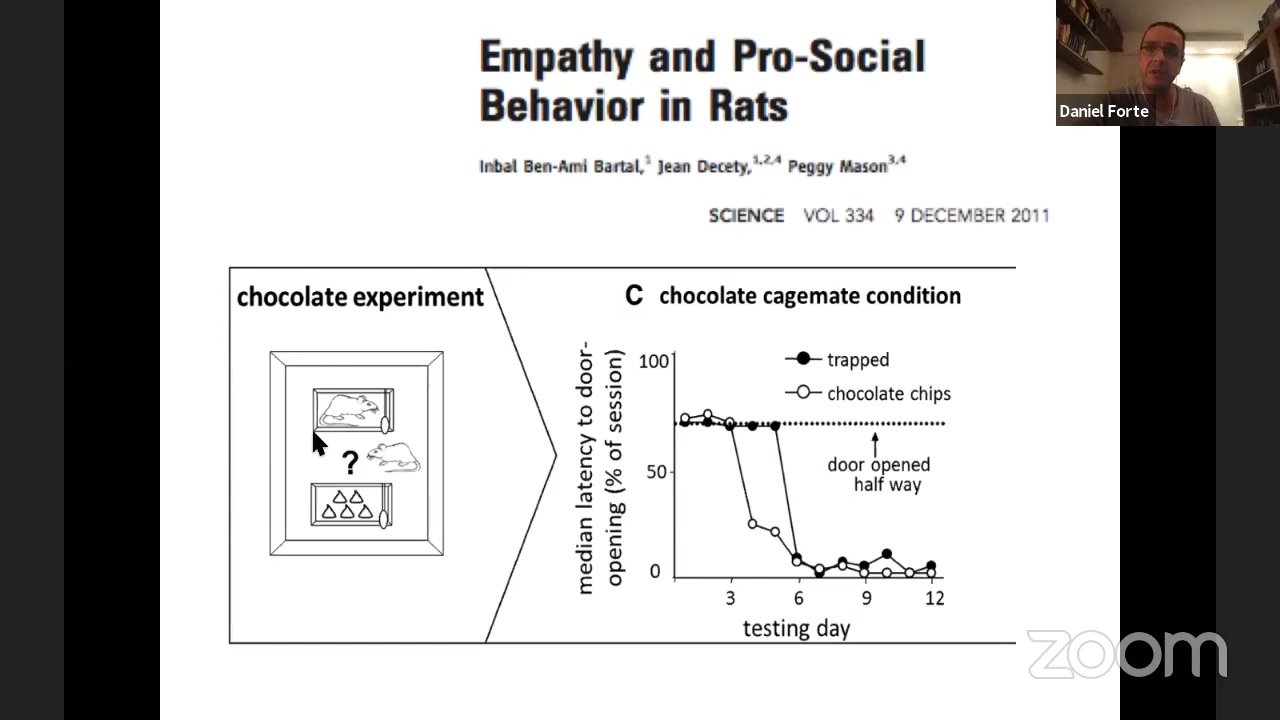 Empathy and Pro-Social
Behavior in Rats
Inbal Ben-Ami Bartal,1 Jean Decety,1,2,4 Peggy Mason3,4
SCIENCE VOL 334 9 DECEMBER 2011
Daniel Forte
chocolate experiment
?
C chocolate cagemate condition
median latency to door-
opening (% of session)
100
50
0
trapped
chocolate chips
door opened
half way
3 6 9 12
testing day
zoom